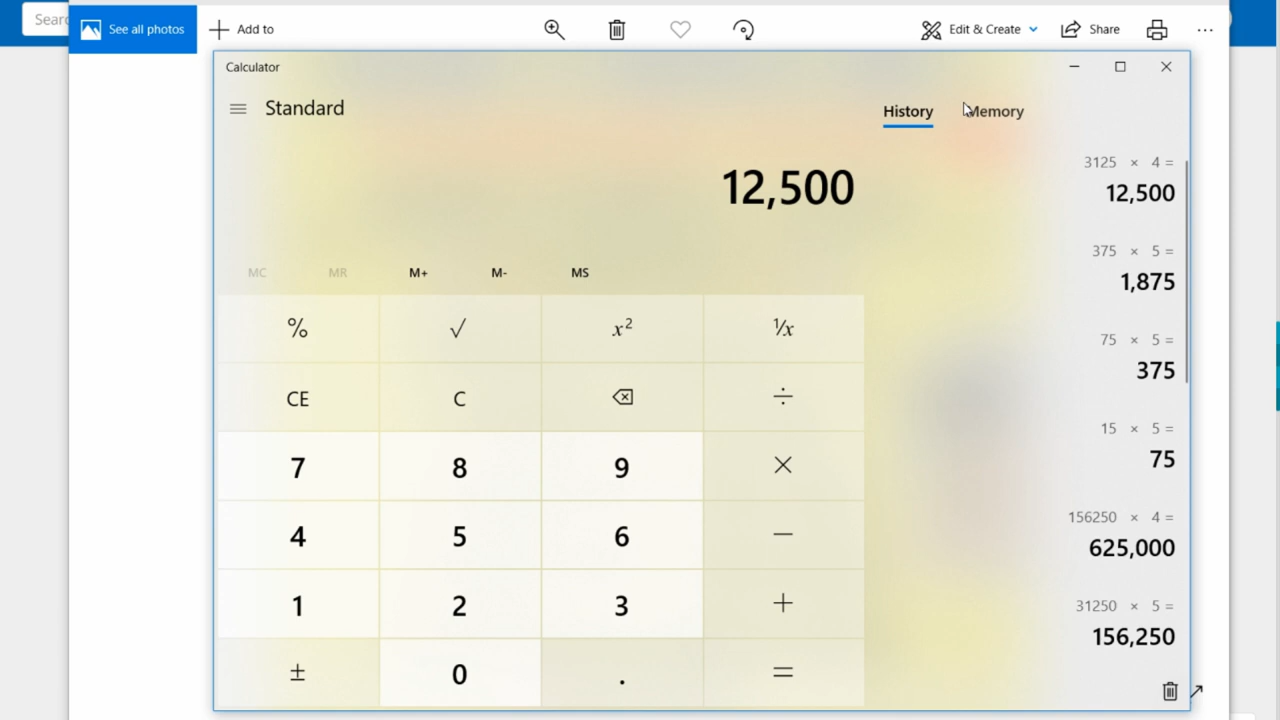 Sear
See all photos
Add to
Edit & Create
Share
Calculator
Standard
History
Memory
12,500
MC MR M+ M- MS
% √ x² ¹/x
CE C ÷
7 8 9 ×
4 5 6 −
1 2 3 +
± 0 . =
3125 × 4 =
12,500
375 × 5 =
1,875
75 × 5 =
375
15 × 5 =
75
156250 × 4 =
625,000
31250 × 5 =
156,250